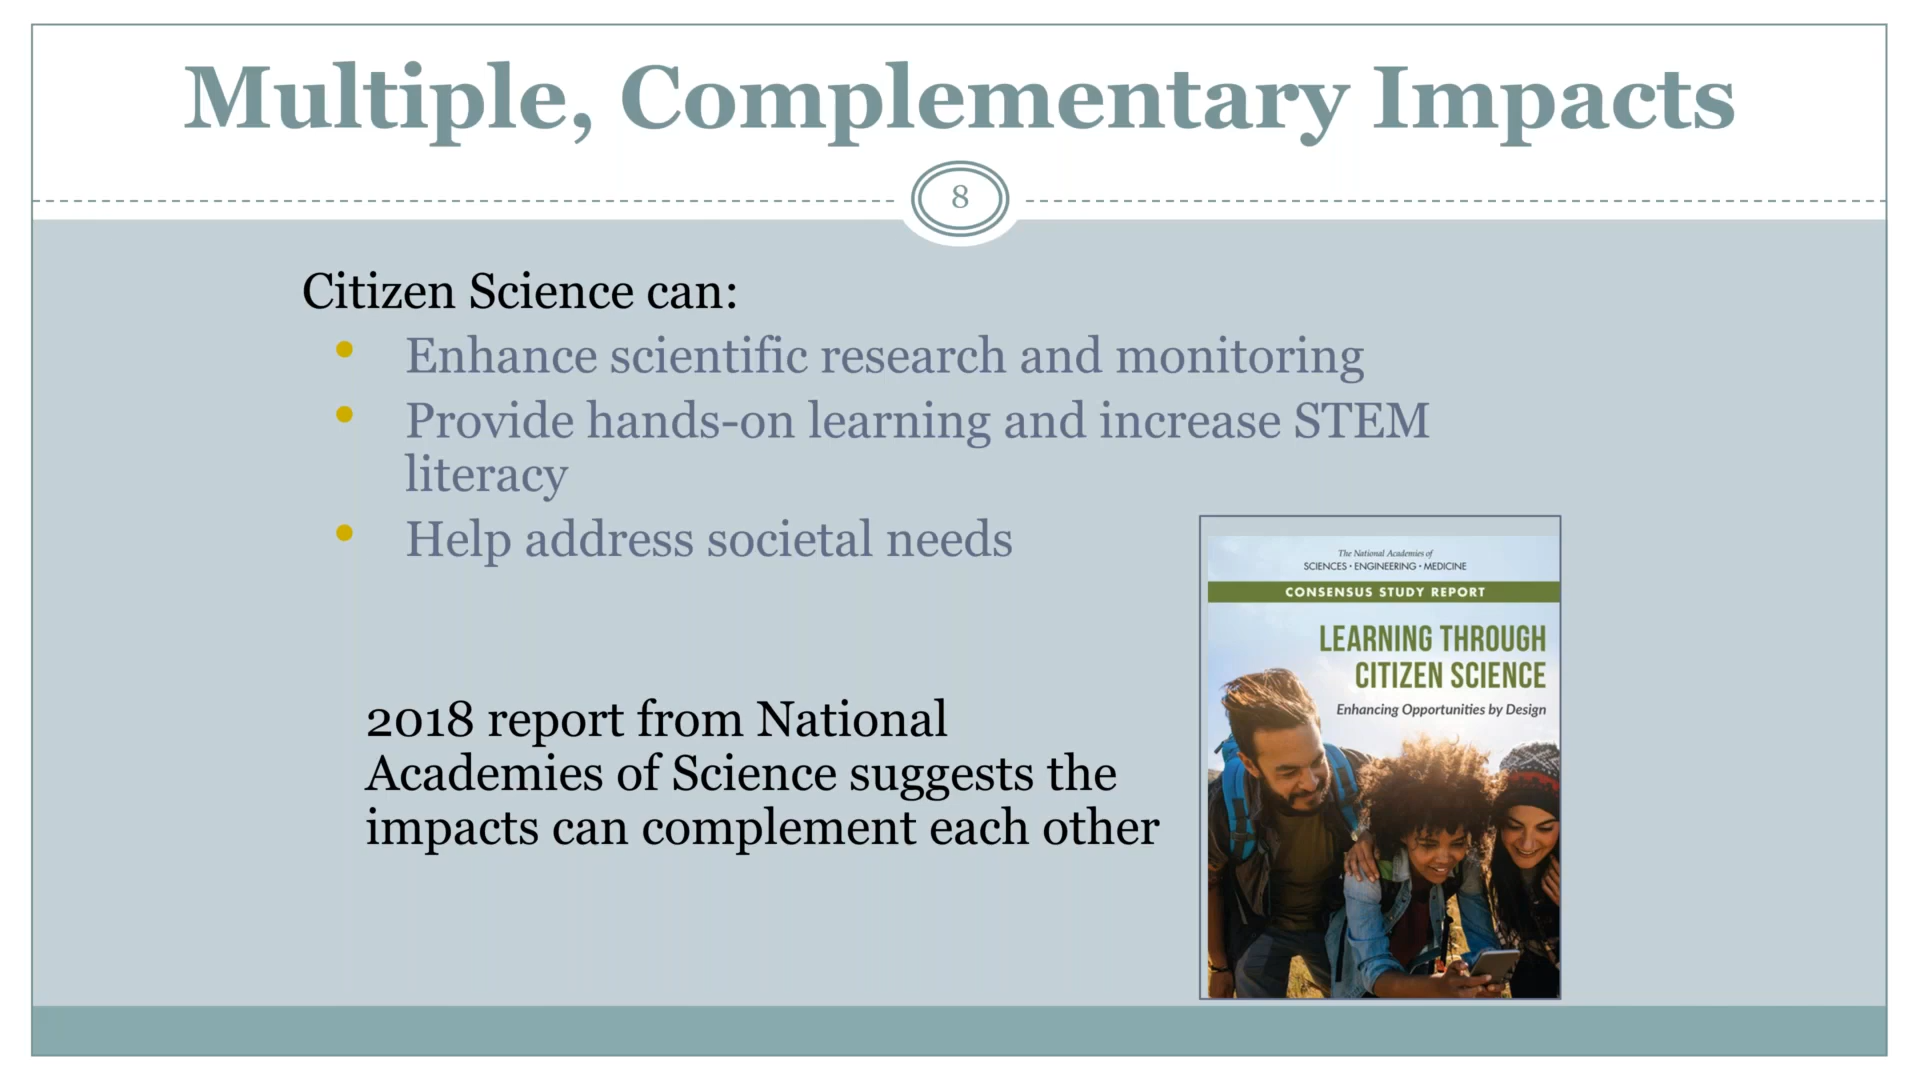 Multiple, Complementary Impacts
8
Citizen Science can:
• Enhance scientific research and monitoring
• Provide hands-on learning and increase STEM
literacy
• Help address societal needs
2018 report from National
Academies of Science suggests the
impacts can complement each other
The National Academies of
SCIENCES • ENGINEERING • MEDICINE
CONSENSUS STUDY REPORT
LEARNING THROUGH
CITIZEN SCIENCE
Enhancing Opportunities by Design